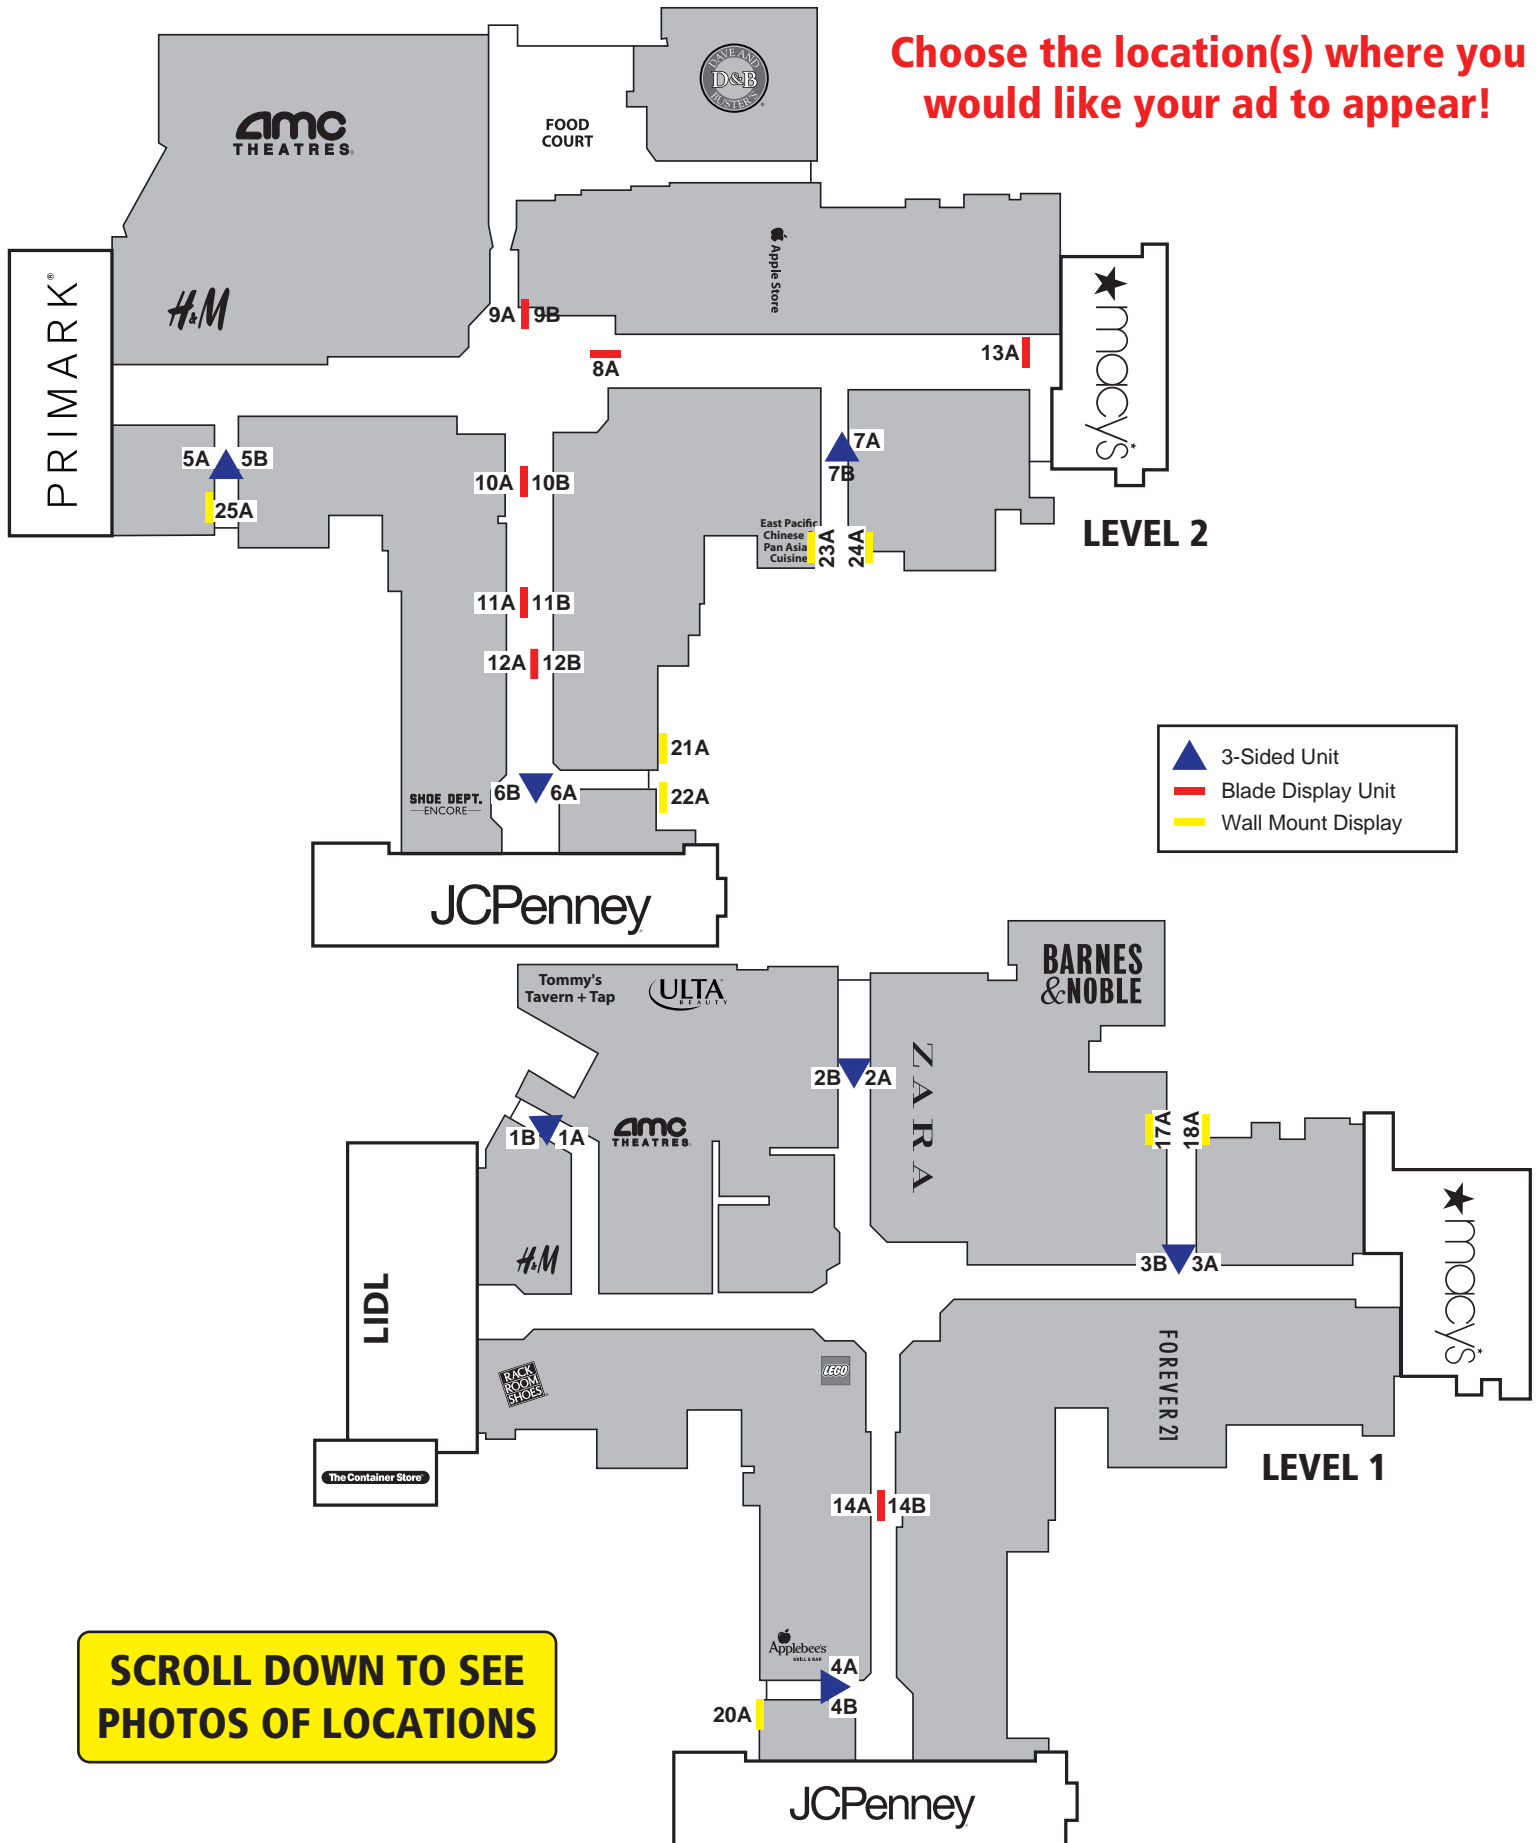 Choose the location(s) where you
would like your ad to appear!
DAVE AND
D&B
BUSTER'S
AMC
THEATRES
FOOD
COURT
Apple Store
PRIMARK
H&M
macy's
9A 9B
8A
13A
5A 5B
25A
10A 10B
7A
7B
East Pacific
Chinese
Pan Asia
Cuisine
23A
24A
LEVEL 2
11A 11B
12A 12B
21A
22A
6B 6A
SHOE DEPT.
ENCORE
JCPenney
3-Sided Unit
Blade Display Unit
Wall Mount Display
Tommy's
Tavern + Tap
ULTA
BEAUTY
BARNES
&NOBLE
2B 2A
ZARA
1B 1A
AMC
THEATRES
17A
18A
macy's
H&M
3B 3A
LIDL
RACK
ROOM
SHOES
LEGO
FOREVER 21
The Container Store
LEVEL 1
14A 14B
Applebee's
GRILL & BAR
4A
4B
20A
SCROLL DOWN TO SEE
PHOTOS OF LOCATIONS
JCPenney